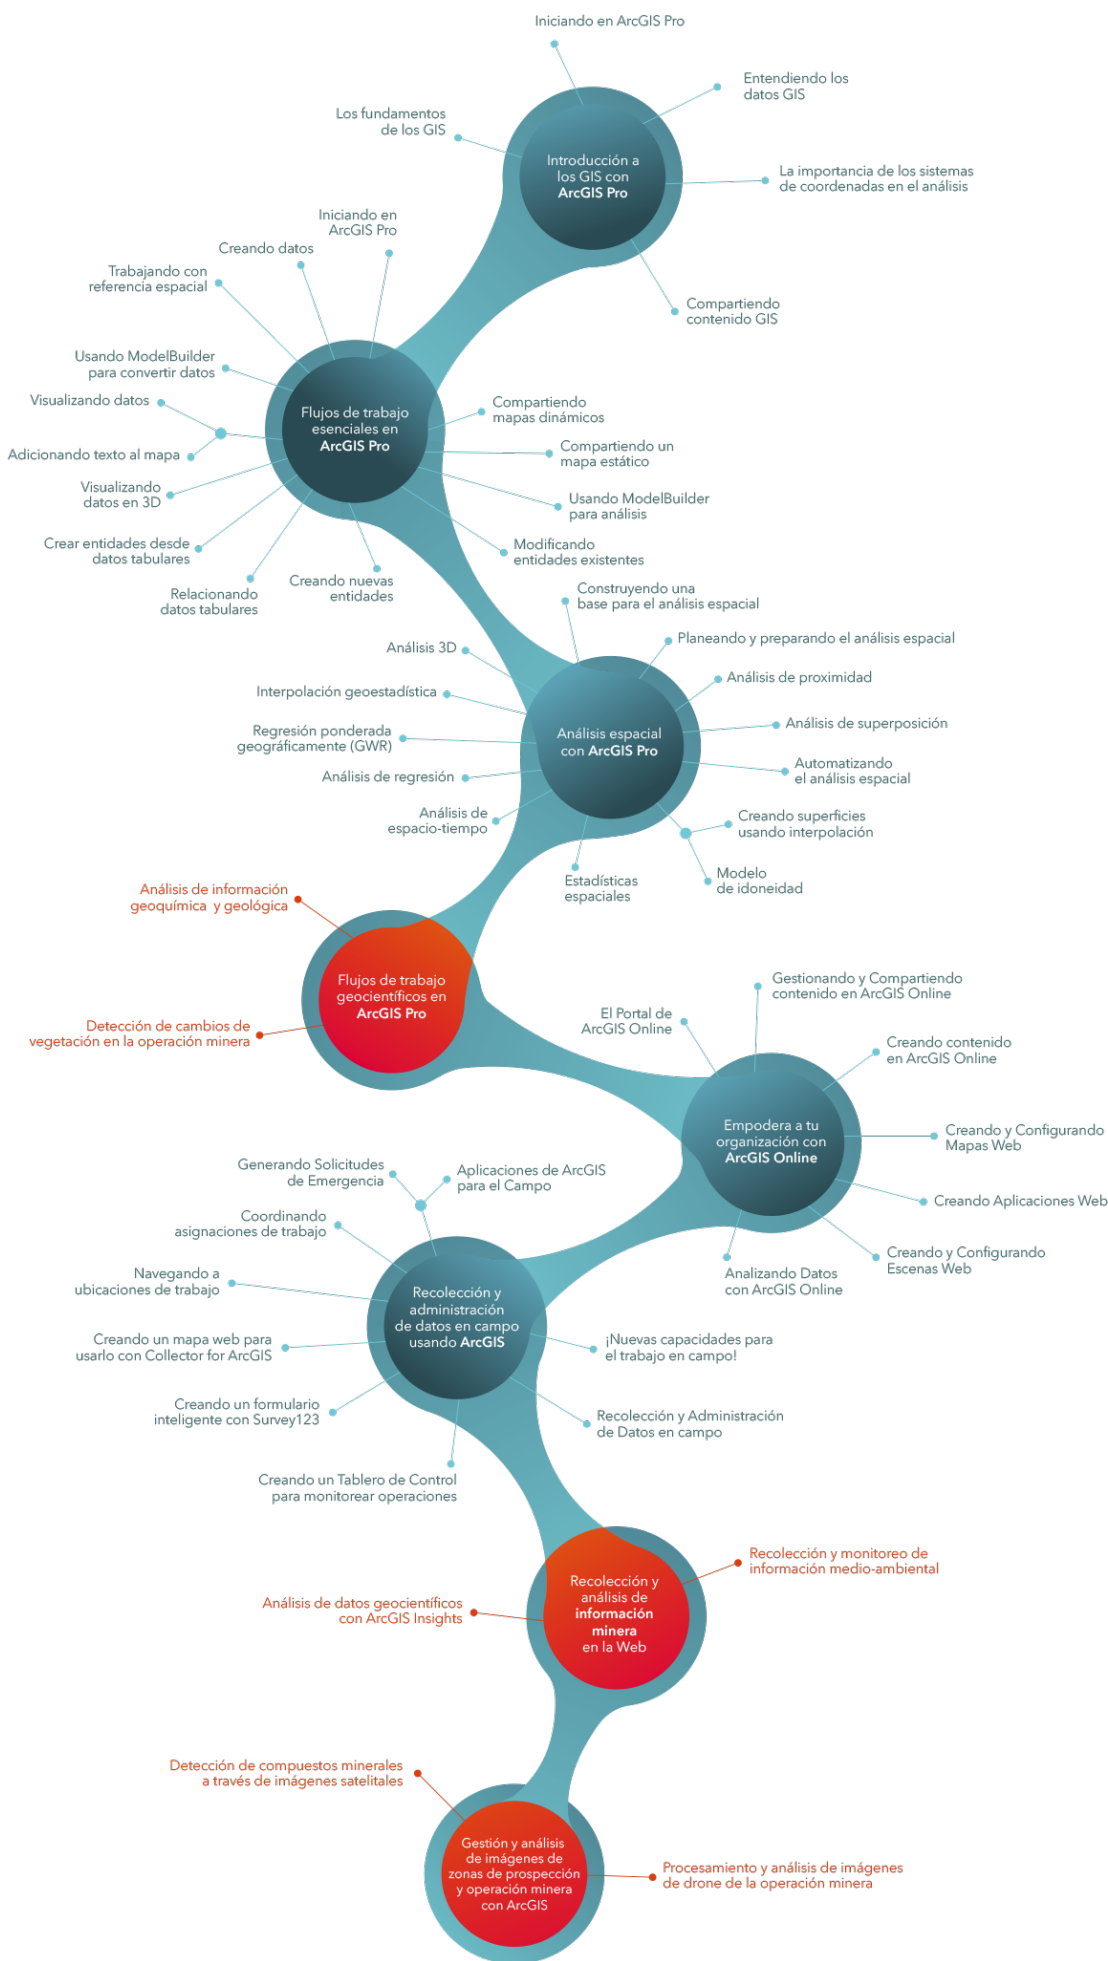 Iniciando en ArcGIS Pro
Entendiendo los
datos GIS
Los fundamentos
de los GIS
Introducción a
los GIS con
ArcGIS Pro
La importancia de los sistemas
de coordenadas en el análisis
Compartiendo
contenido GIS
Iniciando en
ArcGIS Pro
Creando datos
Trabajando con
referencia espacial
Usando ModelBuilder
para convertir datos
Visualizando datos
Adicionando texto al mapa
Visualizando
datos en 3D
Crear entidades desde
datos tabulares
Relacionando
datos tabulares
Creando nuevas
entidades
Flujos de trabajo
esenciales en
ArcGIS Pro
Compartiendo
mapas dinámicos
Compartiendo un
mapa estático
Usando ModelBuilder
para análisis
Modificando
entidades existentes
Construyendo una
base para el análisis espacial
Planeando y preparando el análisis espacial
Análisis de proximidad
Análisis de superposición
Automatizando
el análisis espacial
Creando superficies
usando interpolación
Modelo
de idoneidad
Estadísticas
espaciales
Análisis espacial
con ArcGIS Pro
Análisis 3D
Interpolación geoestadística
Regresión ponderada
geográficamente (GWR)
Análisis de regresión
Análisis de
espacio-tiempo
Análisis de información
geoquímica y geológica
Flujos de trabajo
geocientíficos en
ArcGIS Pro
Detección de cambios de
vegetación en la operación minera
El Portal de
ArcGIS Online
Gestionando y Compartiendo
contenido en ArcGIS Online
Creando contenido
en ArcGIS Online
Empodera a tu
organización con
ArcGIS Online
Creando y Configurando
Mapas Web
Creando Aplicaciones Web
Creando y Configurando
Escenas Web
Analizando Datos
con ArcGIS Online
Generando Solicitudes
de Emergencia
Aplicaciones de ArcGIS
para el Campo
Coordinando
asignaciones de trabajo
Navegando a
ubicaciones de trabajo
Creando un mapa web para
usarlo con Collector for ArcGIS
Creando un formulario
inteligente con Survey123
Creando un Tablero de Control
para monitorear operaciones
Recolección y
administración
de datos en campo
usando ArcGIS
¡Nuevas capacidades para
el trabajo en campo!
Recolección y Administración
de Datos en campo
Recolección y monitoreo de
información medio-ambiental
Recolección y
análisis de
información
minera
en la Web
Análisis de datos geocientíficos
con ArcGIS Insights
Detección de compuestos minerales
a través de imágenes satelitales
Gestión y análisis
de imágenes de
zonas de prospección
y operación minera
con ArcGIS
Procesamiento y análisis de imágenes
de drone de la operación minera